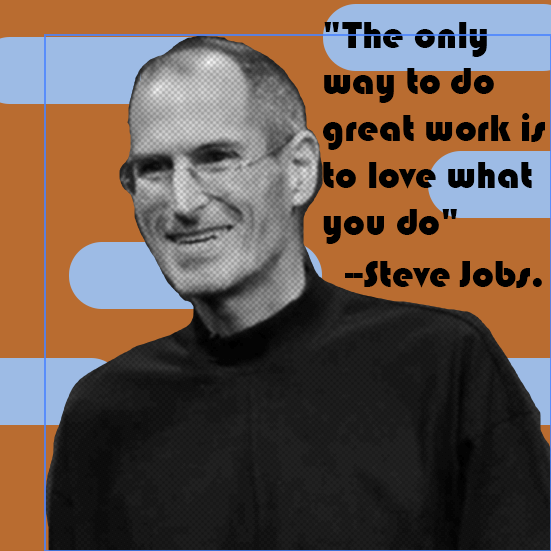 "The only
way to do
great work is
to love what
you do"
--Steve Jobs.